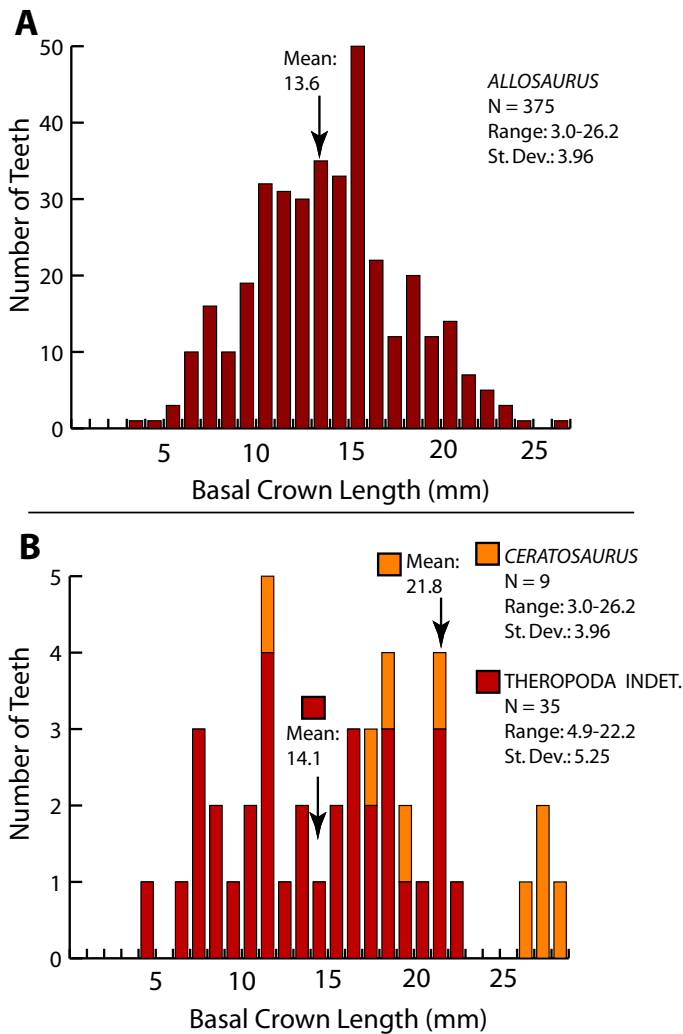 A
50
40
30
20
10
0
Number of Teeth
Mean:
13.6
ALLOSAURUS
N = 375
Range: 3.0-26.2
St. Dev.: 3.96
5 10 15 20 25
Basal Crown Length (mm)
B
5
4
3
2
1
0
Number of Teeth
Mean:
21.8
CERATOSAURUS
N = 9
Range: 3.0-26.2
St. Dev.: 3.96
THEROPODA INDET.
N = 35
Range: 4.9-22.2
St. Dev.: 5.25
Mean:
14.1
5 10 15 20 25
Basal Crown Length (mm)